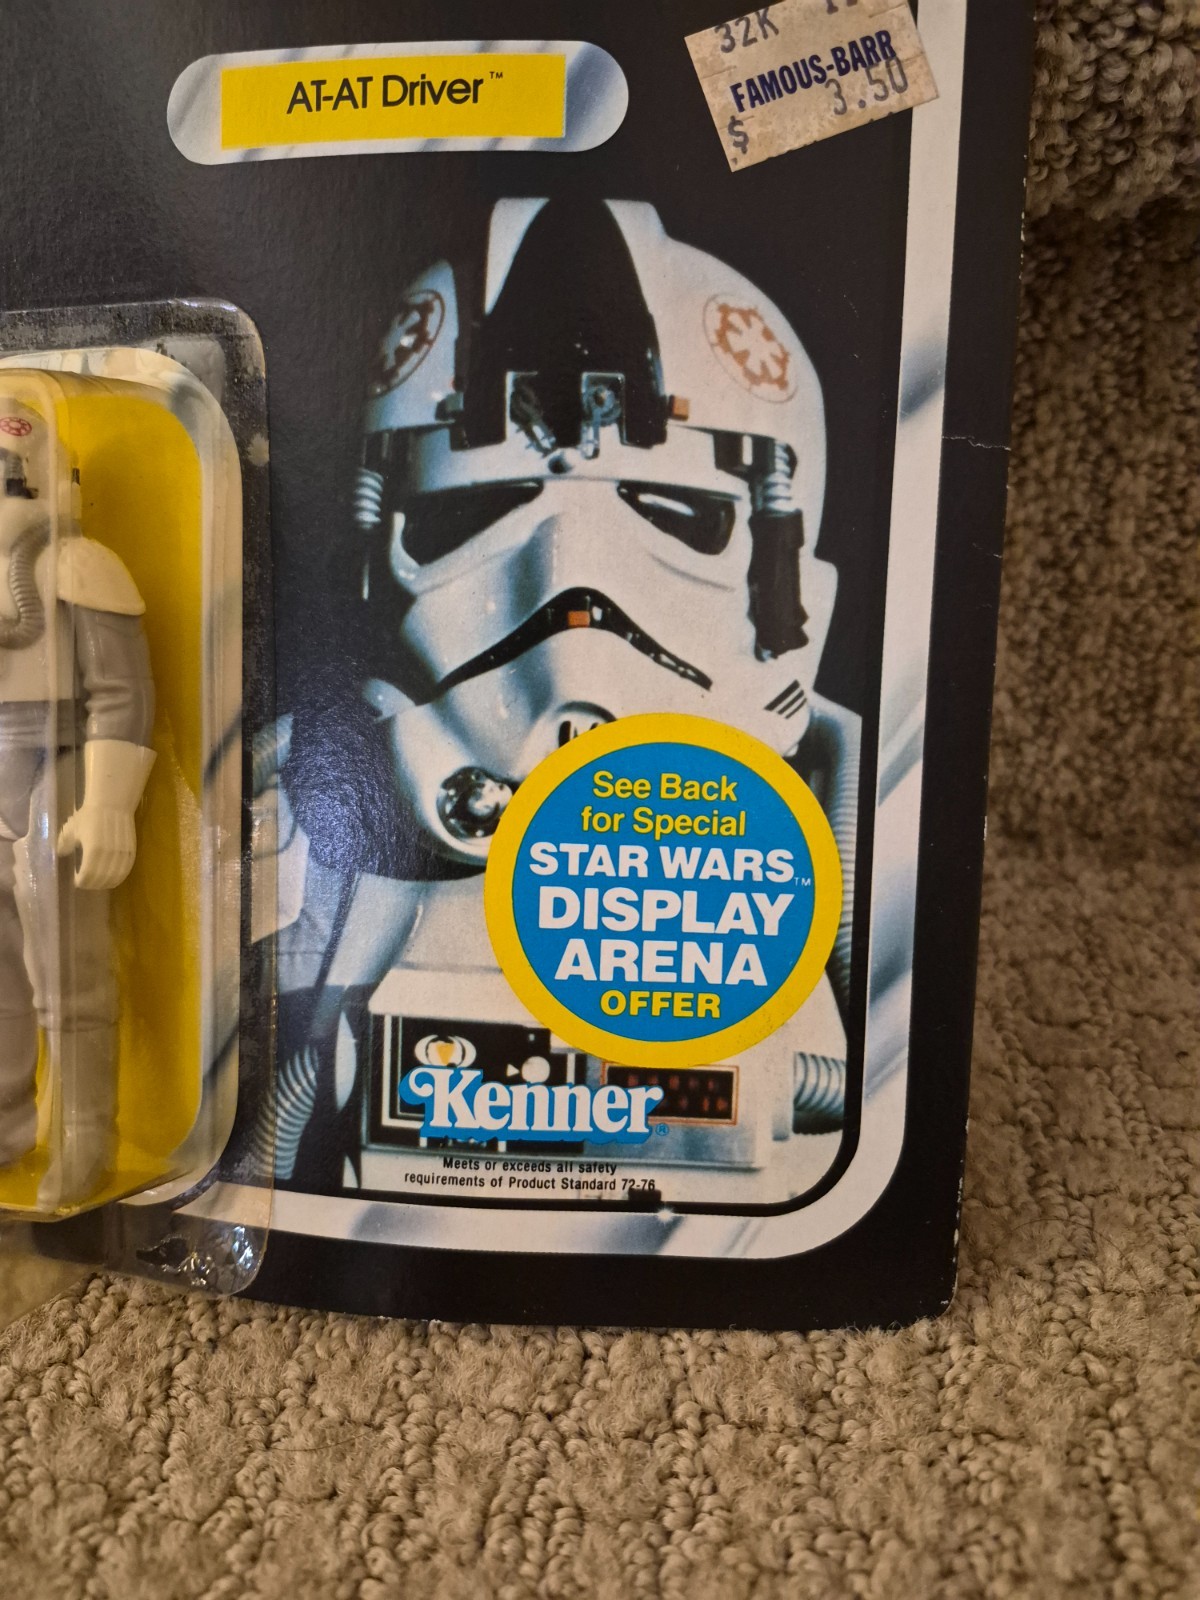 32K
FAMOUS-BARR
$ 3.50
AT-AT Driver™
See Back
for Special
STAR WARS™
DISPLAY
ARENA
OFFER
Kenner®
Meets or exceeds all safety
requirements of Product Standard 72-76